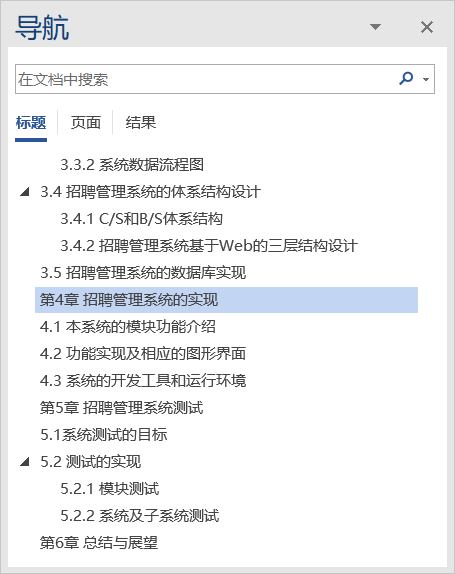 导航
在文档中搜索
标题 页面 结果
3.3.2 系统数据流程图
3.4 招聘管理系统的体系结构设计
3.4.1 C/S和B/S体系结构
3.4.2 招聘管理系统基于Web的三层结构设计
3.5 招聘管理系统的数据库实现
第4章 招聘管理系统的实现
4.1 本系统的模块功能介绍
4.2 功能实现及相应的图形界面
4.3 系统的开发工具和运行环境
第5章 招聘管理系统测试
5.1系统测试的目标
5.2 测试的实现
5.2.1 模块测试
5.2.2 系统及子系统测试
第6章 总结与展望